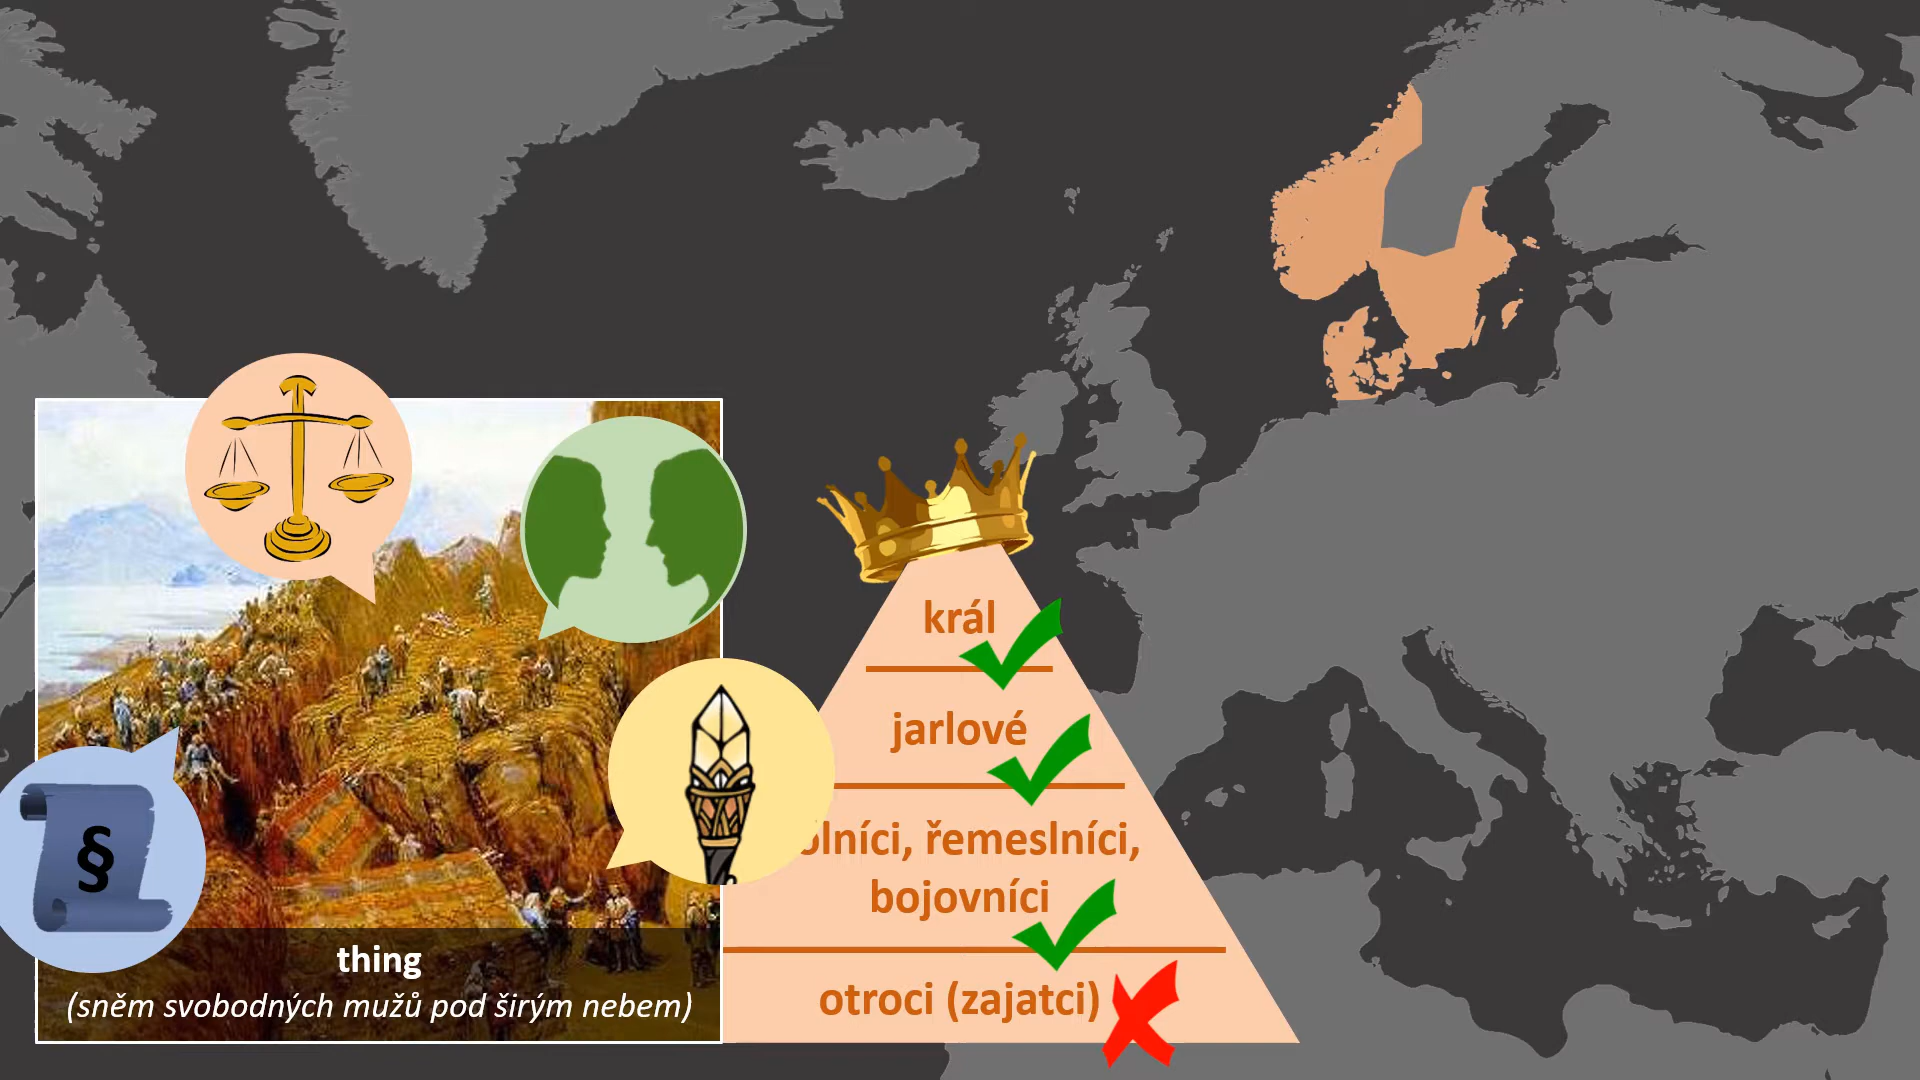 král
jarlové
řemeslníci,
bojovníci
otroci (zajatci)
§
thing
(sněm svobodných mužů pod širým nebem)